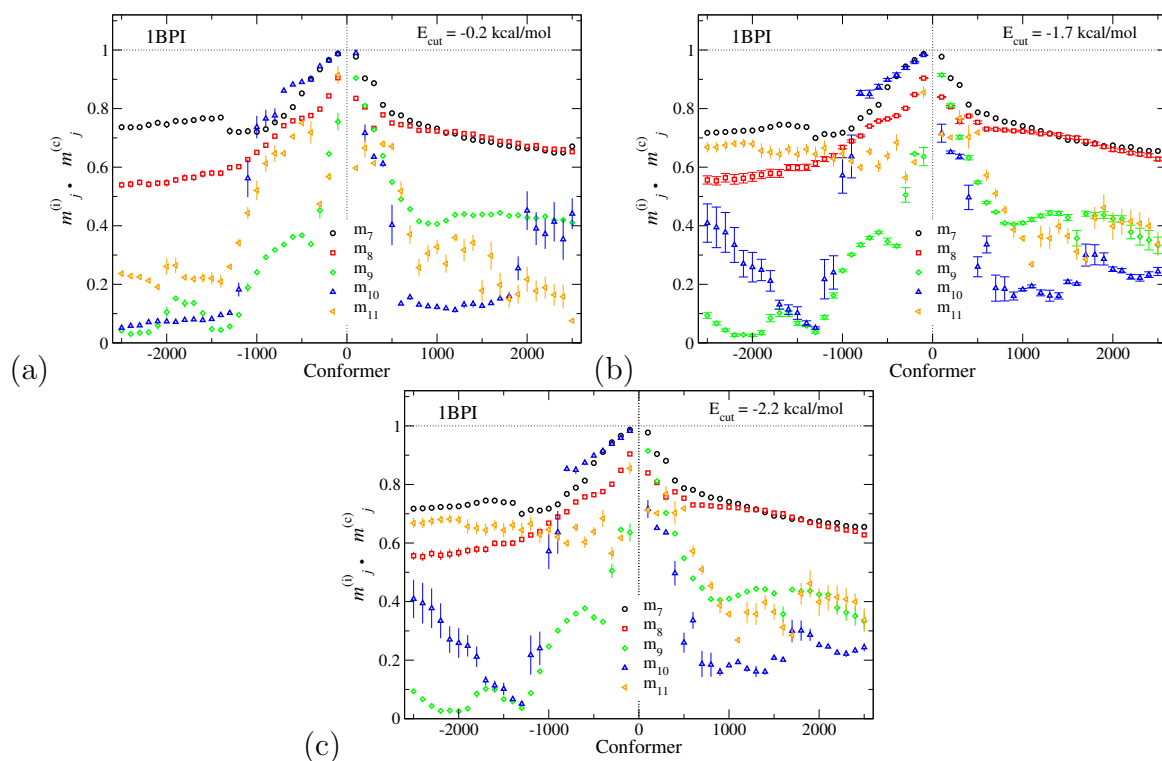 1BPI
E_cut = -0.2 kcal/mol
m_j^(i) • m_j^(c)
1
0.8
0.6
0.4
0.2
0
m_7
m_8
m_9
m_10
m_11
-2000 -1000 0 1000 2000
Conformer
(a)
1BPI
E_cut = -1.7 kcal/mol
m_j^(i) • m_j^(c)
1
0.8
0.6
0.4
0.2
0
m_7
m_8
m_9
m_10
m_11
-2000 -1000 0 1000 2000
Conformer
(b)
1BPI
E_cut = -2.2 kcal/mol
m_j^(i) • m_j^(c)
1
0.8
0.6
0.4
0.2
0
m_7
m_8
m_9
m_10
m_11
-2000 -1000 0 1000 2000
Conformer
(c)